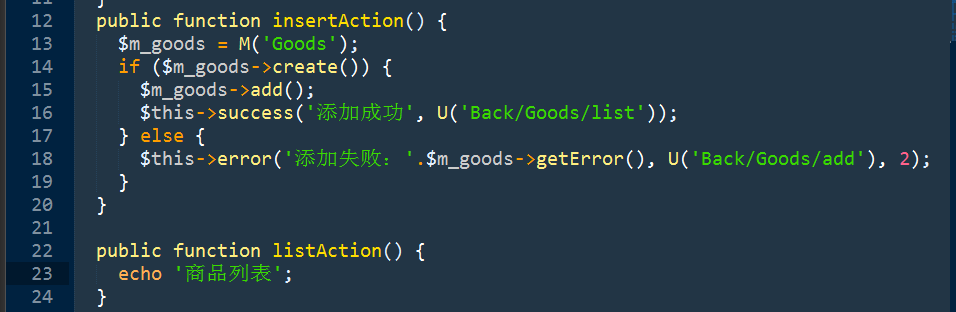 11 }
12 public function insertAction() {
13 $m_goods = M('Goods');
14 if ($m_goods->create()) {
15 $m_goods->add();
16 $this->success('添加成功', U('Back/Goods/list'));
17 } else {
18 $this->error('添加失败：'.$m_goods->getError(), U('Back/Goods/add'), 2);
19 }
20 }
21
22 public function listAction() {
23 echo '商品列表';
24 }